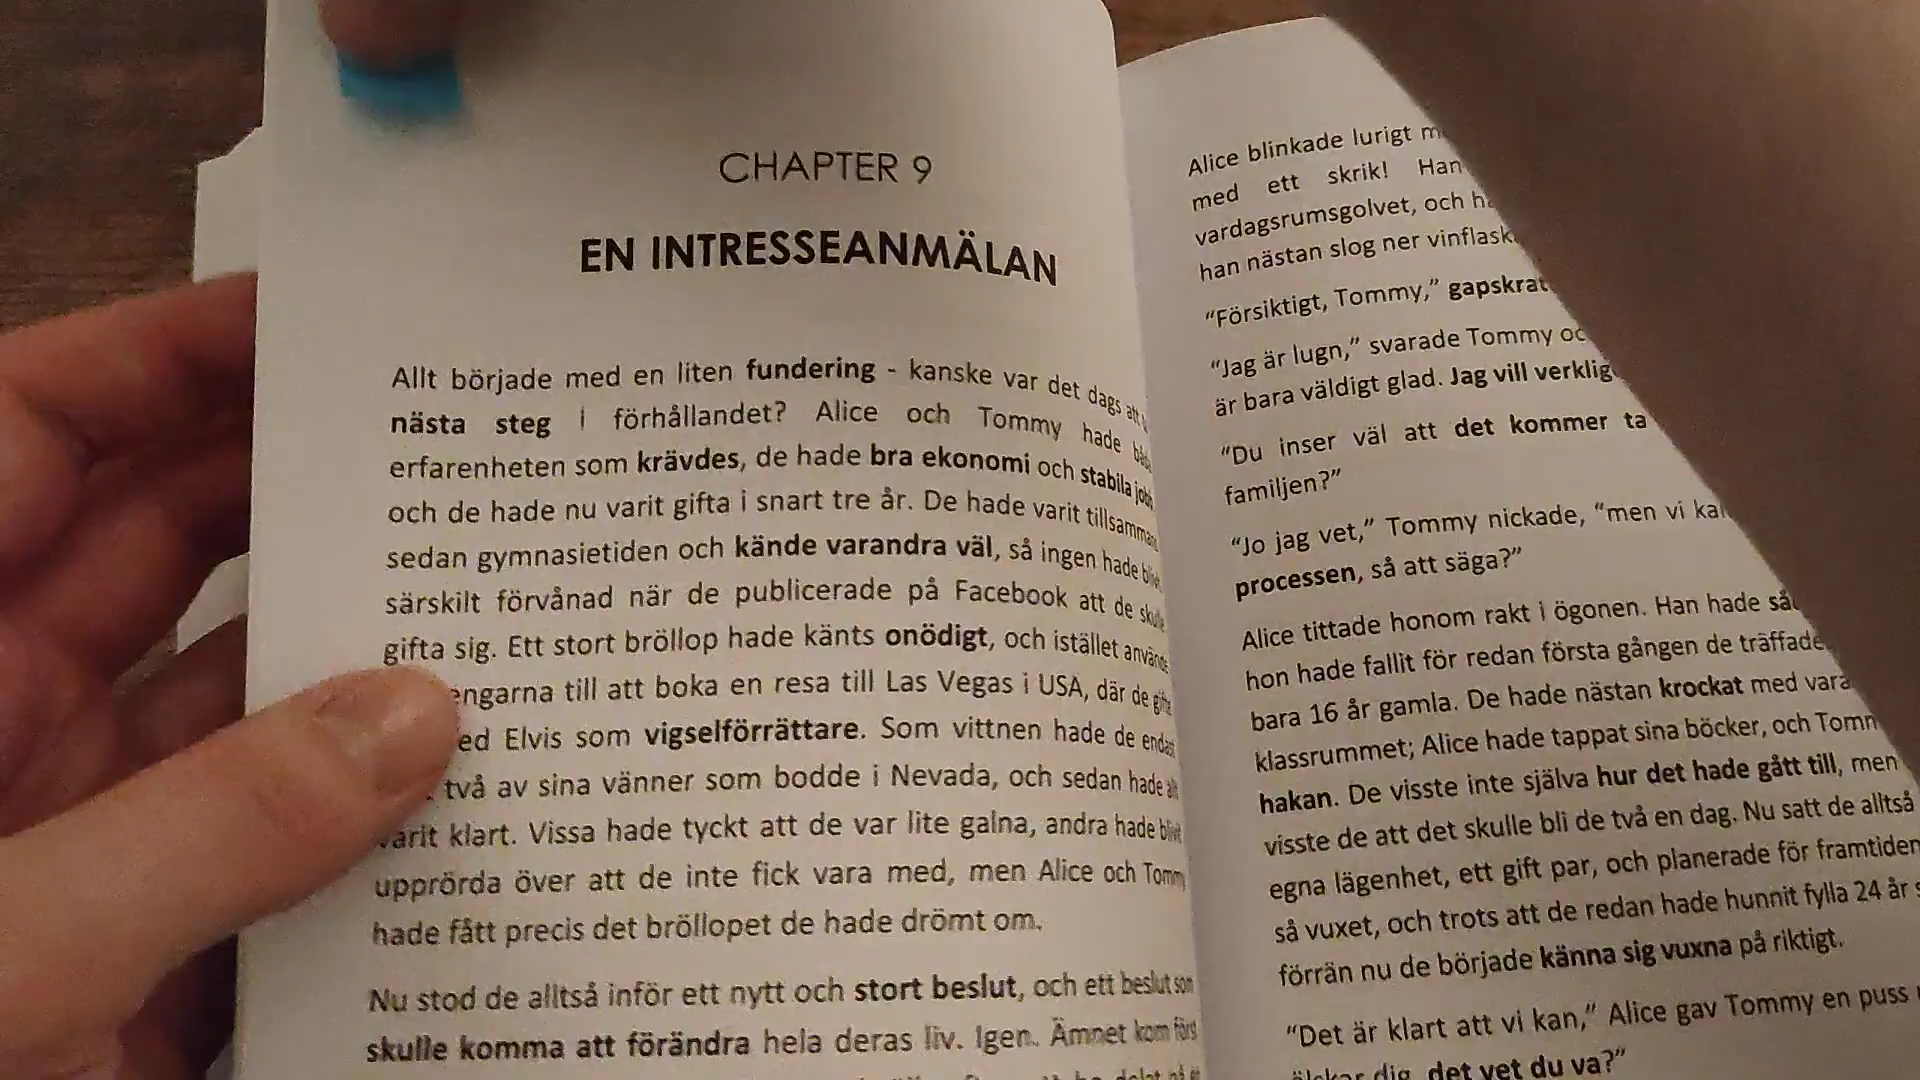 CHAPTER 9
EN INTRESSEANMÄLAN
Allt började med en liten fundering - kanske var det dags att
nästa steg i förhållandet? Alice och Tommy hade
erfarenheten som krävdes, de hade bra ekonomi och stabila jobb
och de hade nu varit gifta i snart tre år. De hade varit
sedan gymnasietiden och kände varandra väl, så ingen hade
särskilt förvånad när de publicerade på Facebook att de
gifta sig. Ett stort bröllop hade känts onödigt, och istället
till att boka en resa till Las Vegas i USA, där de
Elvis som vigselförrättare. Som vittnen hade de
två av sina vänner som bodde i Nevada, och sedan hade
varit klart. Vissa hade tyckt att de var lite galna, andra hade
upprörda över att de inte fick vara med, men Alice och Tommy
hade fått precis det bröllopet de hade drömt om.
Nu stod de alltså inför ett nytt och stort beslut, och ett beslut som
skulle komma att förändra hela deras liv. Igen. Ämnet kom
Alice blinkade lurigt
med ett skrik! Han
vardagsrumsgolvet, och
han nästan slog ner
“Försiktigt, Tommy,”
“Jag är lugn,” svarade Tommy
är bara väldigt glad. Jag vill
“Du inser väl att det kommer ta
familjen?”
“Jo jag vet,” Tommy nickade, “men vi
processen, så att säga?”
Alice tittade honom rakt i ögonen. Han hade
hon hade fallit för redan första gången de
bara 16 år gamla. De hade nästan krockat med
klassrummet; Alice hade tappat sina böcker, och
hakan. De visste inte själva hur det hade gått till, men
visste de att det skulle bli de två en dag. Nu satt de alltså
egna lägenhet, ett gift par, och planerade för
så vuxet, och trots att de redan hade hunnit fylla 24 år
förrän nu de började känna sig vuxna på riktigt.
“Det är klart att vi kan,” Alice gav Tommy en puss
dig, det vet du va?”